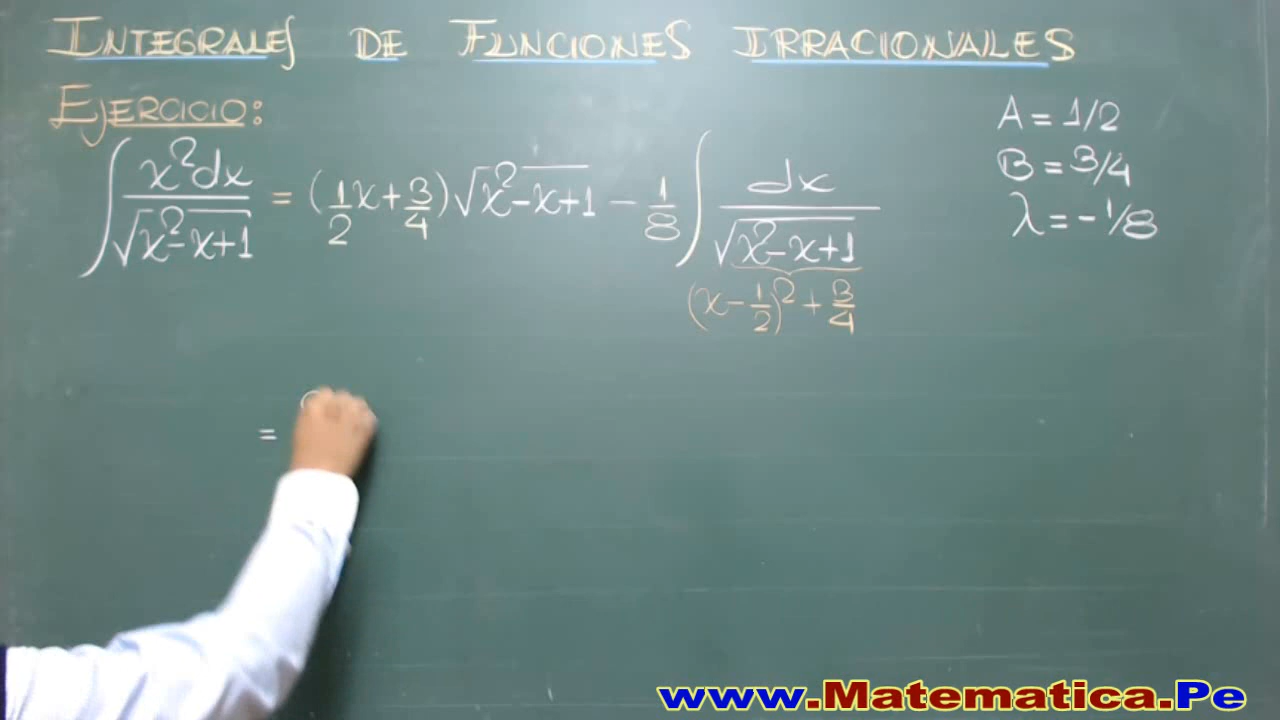 INTEGRALES DE FUNCIONES IRRACIONALES
EJERCICIO:
∫ x²dx / √(x²-x+1) = (1/2 x + 3/4) √(x²-x+1) - 1/8 ∫ dx / √(x²-x+1)
(x - 1/2)² + 3/4
A = 1/2
B = 3/4
λ = -1/8
=
www.Matematica.Pe